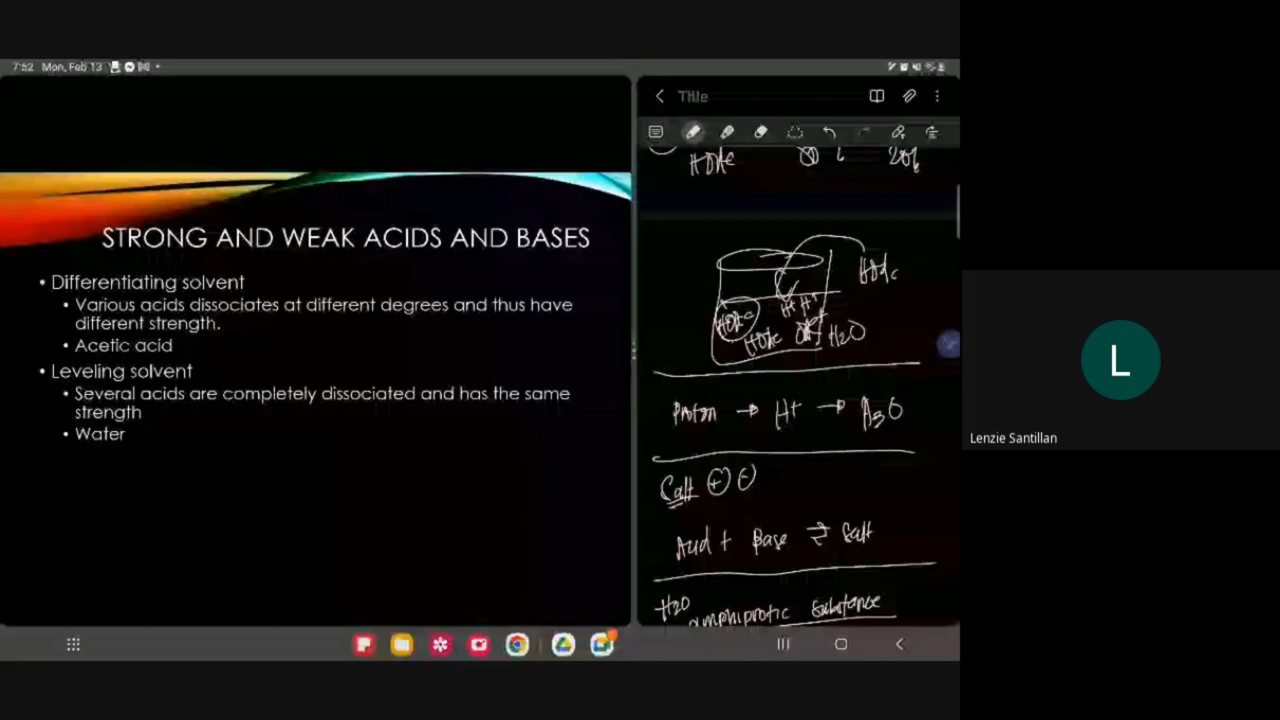 7:52 Mon, Feb 13
Title
STRONG AND WEAK ACIDS AND BASES
• Differentiating solvent
• Various acids dissociates at different degrees and thus have
different strength.
• Acetic acid
• Leveling solvent
• Several acids are completely dissociated and has the same
strength
• Water
HOAc
HOAc
HOAc H+ H+
HOAc H2O
Proton → H+ → H3O
Salt + -
Acid + Base ⇌ Salt
H2O
amphiprotic substance
L
Lenzie Santillan